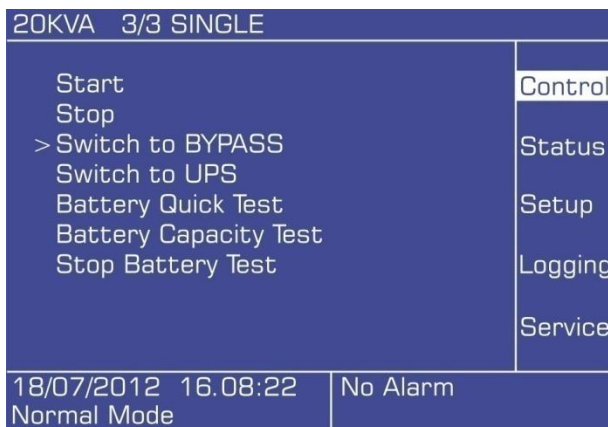 20KVA 3/3 SINGLE
Start
Stop
>Switch to BYPASS
Switch to UPS
Battery Quick Test
Battery Capacity Test
Stop Battery Test
Control
Status
Setup
Logging
Service
18/07/2012 16.08:22
Normal Mode
No Alarm